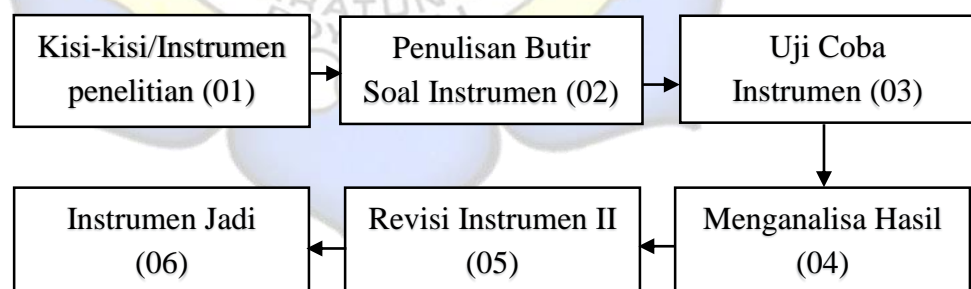 Kisi-kisi/Instrumen
penelitian (01)
Penulisan Butir
Soal Instrumen (02)
Uji Coba
Instrumen (03)
Instrumen Jadi
(06)
Revisi Instrumen II
(05)
Menganalisa Hasil
(04)